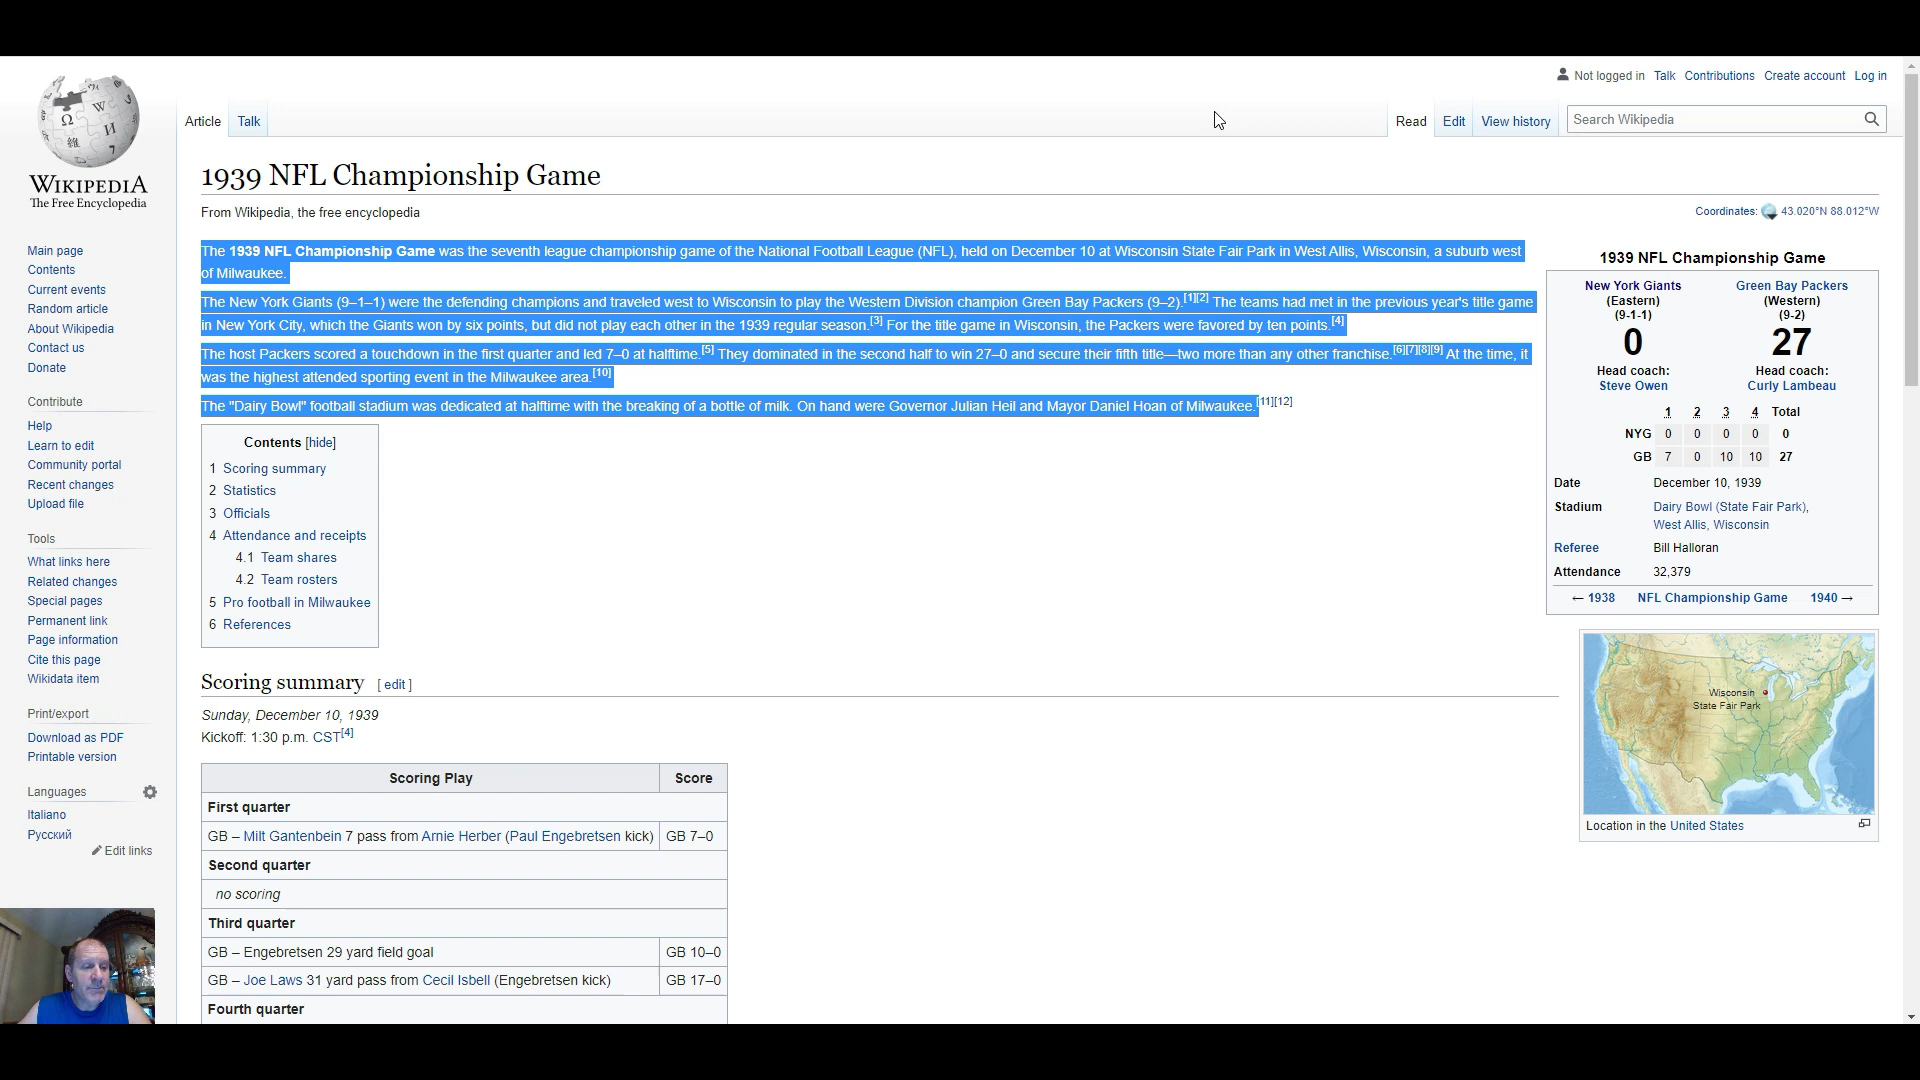 Not logged in Talk Contributions Create account Log in
Article Talk Read Edit View history Search Wikipedia
WIKIPEDIA
The Free Encyclopedia
Main page
Contents
Current events
Random article
About Wikipedia
Contact us
Donate
Contribute
Help
Learn to edit
Community portal
Recent changes
Upload file
Tools
What links here
Related changes
Special pages
Permanent link
Page information
Cite this page
Wikidata item
Print/export
Download as PDF
Printable version
Languages
Italiano
Русский
Edit links
1939 NFL Championship Game
From Wikipedia, the free encyclopedia
Coordinates: 43.020°N 88.012°W
The 1939 NFL Championship Game was the seventh league championship game of the National Football League (NFL), held on December 10 at Wisconsin State Fair Park in West Allis, Wisconsin, a suburb west
of Milwaukee.
The New York Giants (9–1–1) were the defending champions and traveled west to Wisconsin to play the Western Division champion Green Bay Packers (9–2).[1][2] The teams had met in the previous year's title game
in New York City, which the Giants won by six points, but did not play each other in the 1939 regular season.[3] For the title game in Wisconsin, the Packers were favored by ten points.[4]
The host Packers scored a touchdown in the first quarter and led 7–0 at halftime.[5] They dominated in the second half to win 27–0 and secure their fifth title—two more than any other franchise.[6][7][8][9] At the time, it
was the highest attended sporting event in the Milwaukee area.[10]
The "Dairy Bowl" football stadium was dedicated at halftime with the breaking of a bottle of milk. On hand were Governor Julian Heil and Mayor Daniel Hoan of Milwaukee.[11][12]
Contents [hide]
1 Scoring summary
2 Statistics
3 Officials
4 Attendance and receipts
4.1 Team shares
4.2 Team rosters
5 Pro football in Milwaukee
6 References
Scoring summary [ edit ]
Sunday, December 10, 1939
Kickoff: 1:30 p.m. CST[4]
Scoring Play Score
First quarter
GB – Milt Gantenbein 7 pass from Arnie Herber (Paul Engebretsen kick) GB 7–0
Second quarter
no scoring
Third quarter
GB – Engebretsen 29 yard field goal GB 10–0
GB – Joe Laws 31 yard pass from Cecil Isbell (Engebretsen kick) GB 17–0
Fourth quarter
1939 NFL Championship Game
New York Giants Green Bay Packers
(Eastern) (Western)
(9-1-1) (9-2)
0 27
Head coach: Head coach:
Steve Owen Curly Lambeau
1 2 3 4 Total
NYG 0 0 0 0 0
GB 7 0 10 10 27
Date December 10, 1939
Stadium Dairy Bowl (State Fair Park),
West Allis, Wisconsin
Referee Bill Halloran
Attendance 32,379
← 1938 NFL Championship Game 1940 →
Wisconsin
State Fair Park
Location in the United States